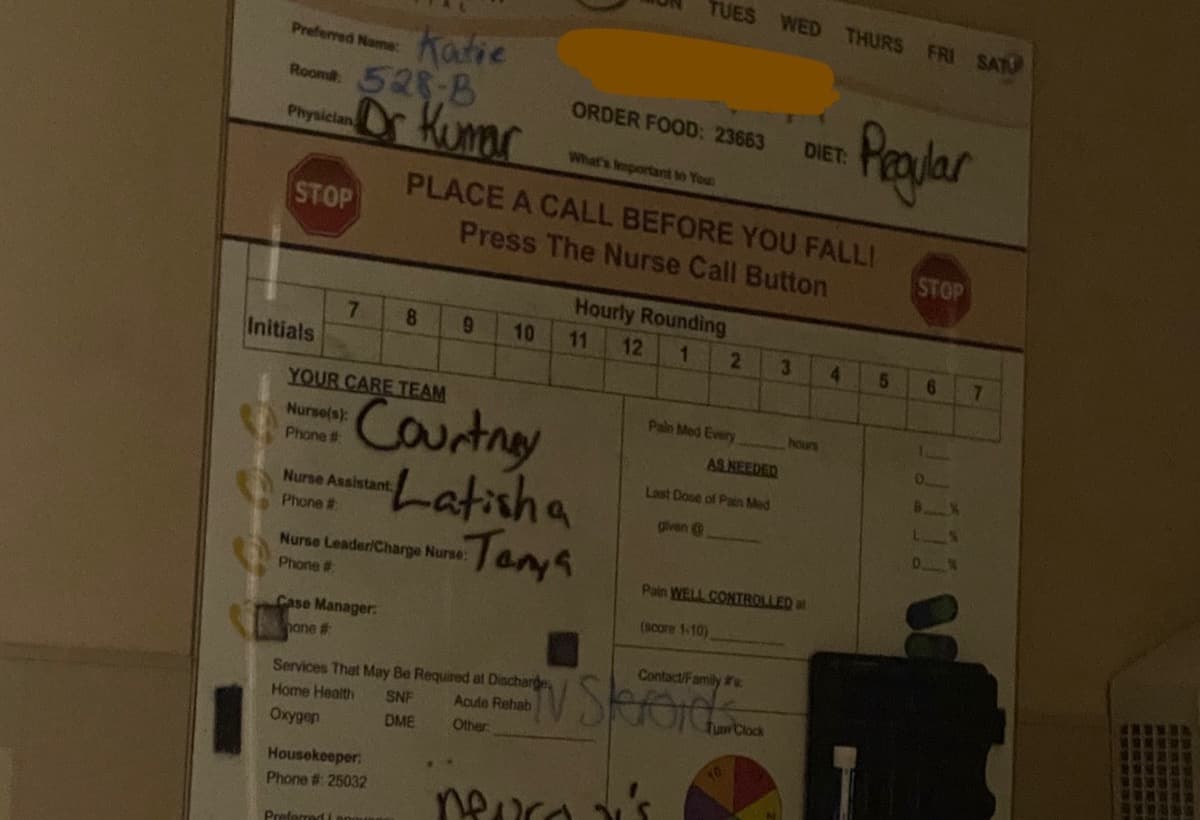 TUES WED THURS FRI SAT
Preferred Name: Katie
Room#: 528-B
Physician Dr Kumar
ORDER FOOD: 23663 DIET: Regular
What's Important to You:
STOP PLACE A CALL BEFORE YOU FALL! STOP
Press The Nurse Call Button
Hourly Rounding
7 8 9 10 11 12 1 2 3 4 5 6 7
Initials
YOUR CARE TEAM
Nurse(s): Courtney
Phone #:
Nurse Assistant: Latisha
Phone #:
Nurse Leader/Charge Nurse: Tanya
Phone #:
Case Manager:
hone #:
Services That May Be Required at Discharge:
Home Health SNF Acute Rehab
Oxygen DME Other:
IV Steroids
Housekeeper:
Phone #: 25032
Pain Med Every ____ hours
AS NEEDED
Last Dose of Pain Med
given @
Pain WELL CONTROLLED at
(score 1-10)
Contact/Family #'s:
Turn Clock
10
I
O
B %
L %
D %